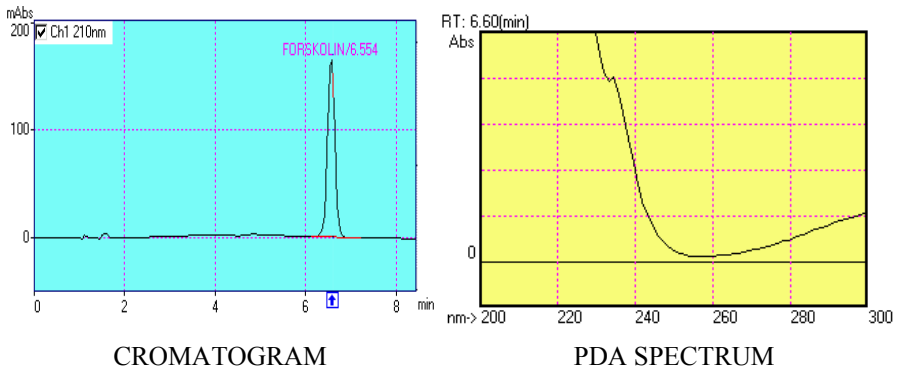 mAbs
200
Ch1 210nm
FORSKOLIN/6.554
100
0
0 2 4 6 8 min
CROMATOGRAM
RT: 6.60(min)
Abs
0
nm-> 200 220 240 260 280 300
PDA SPECTRUM